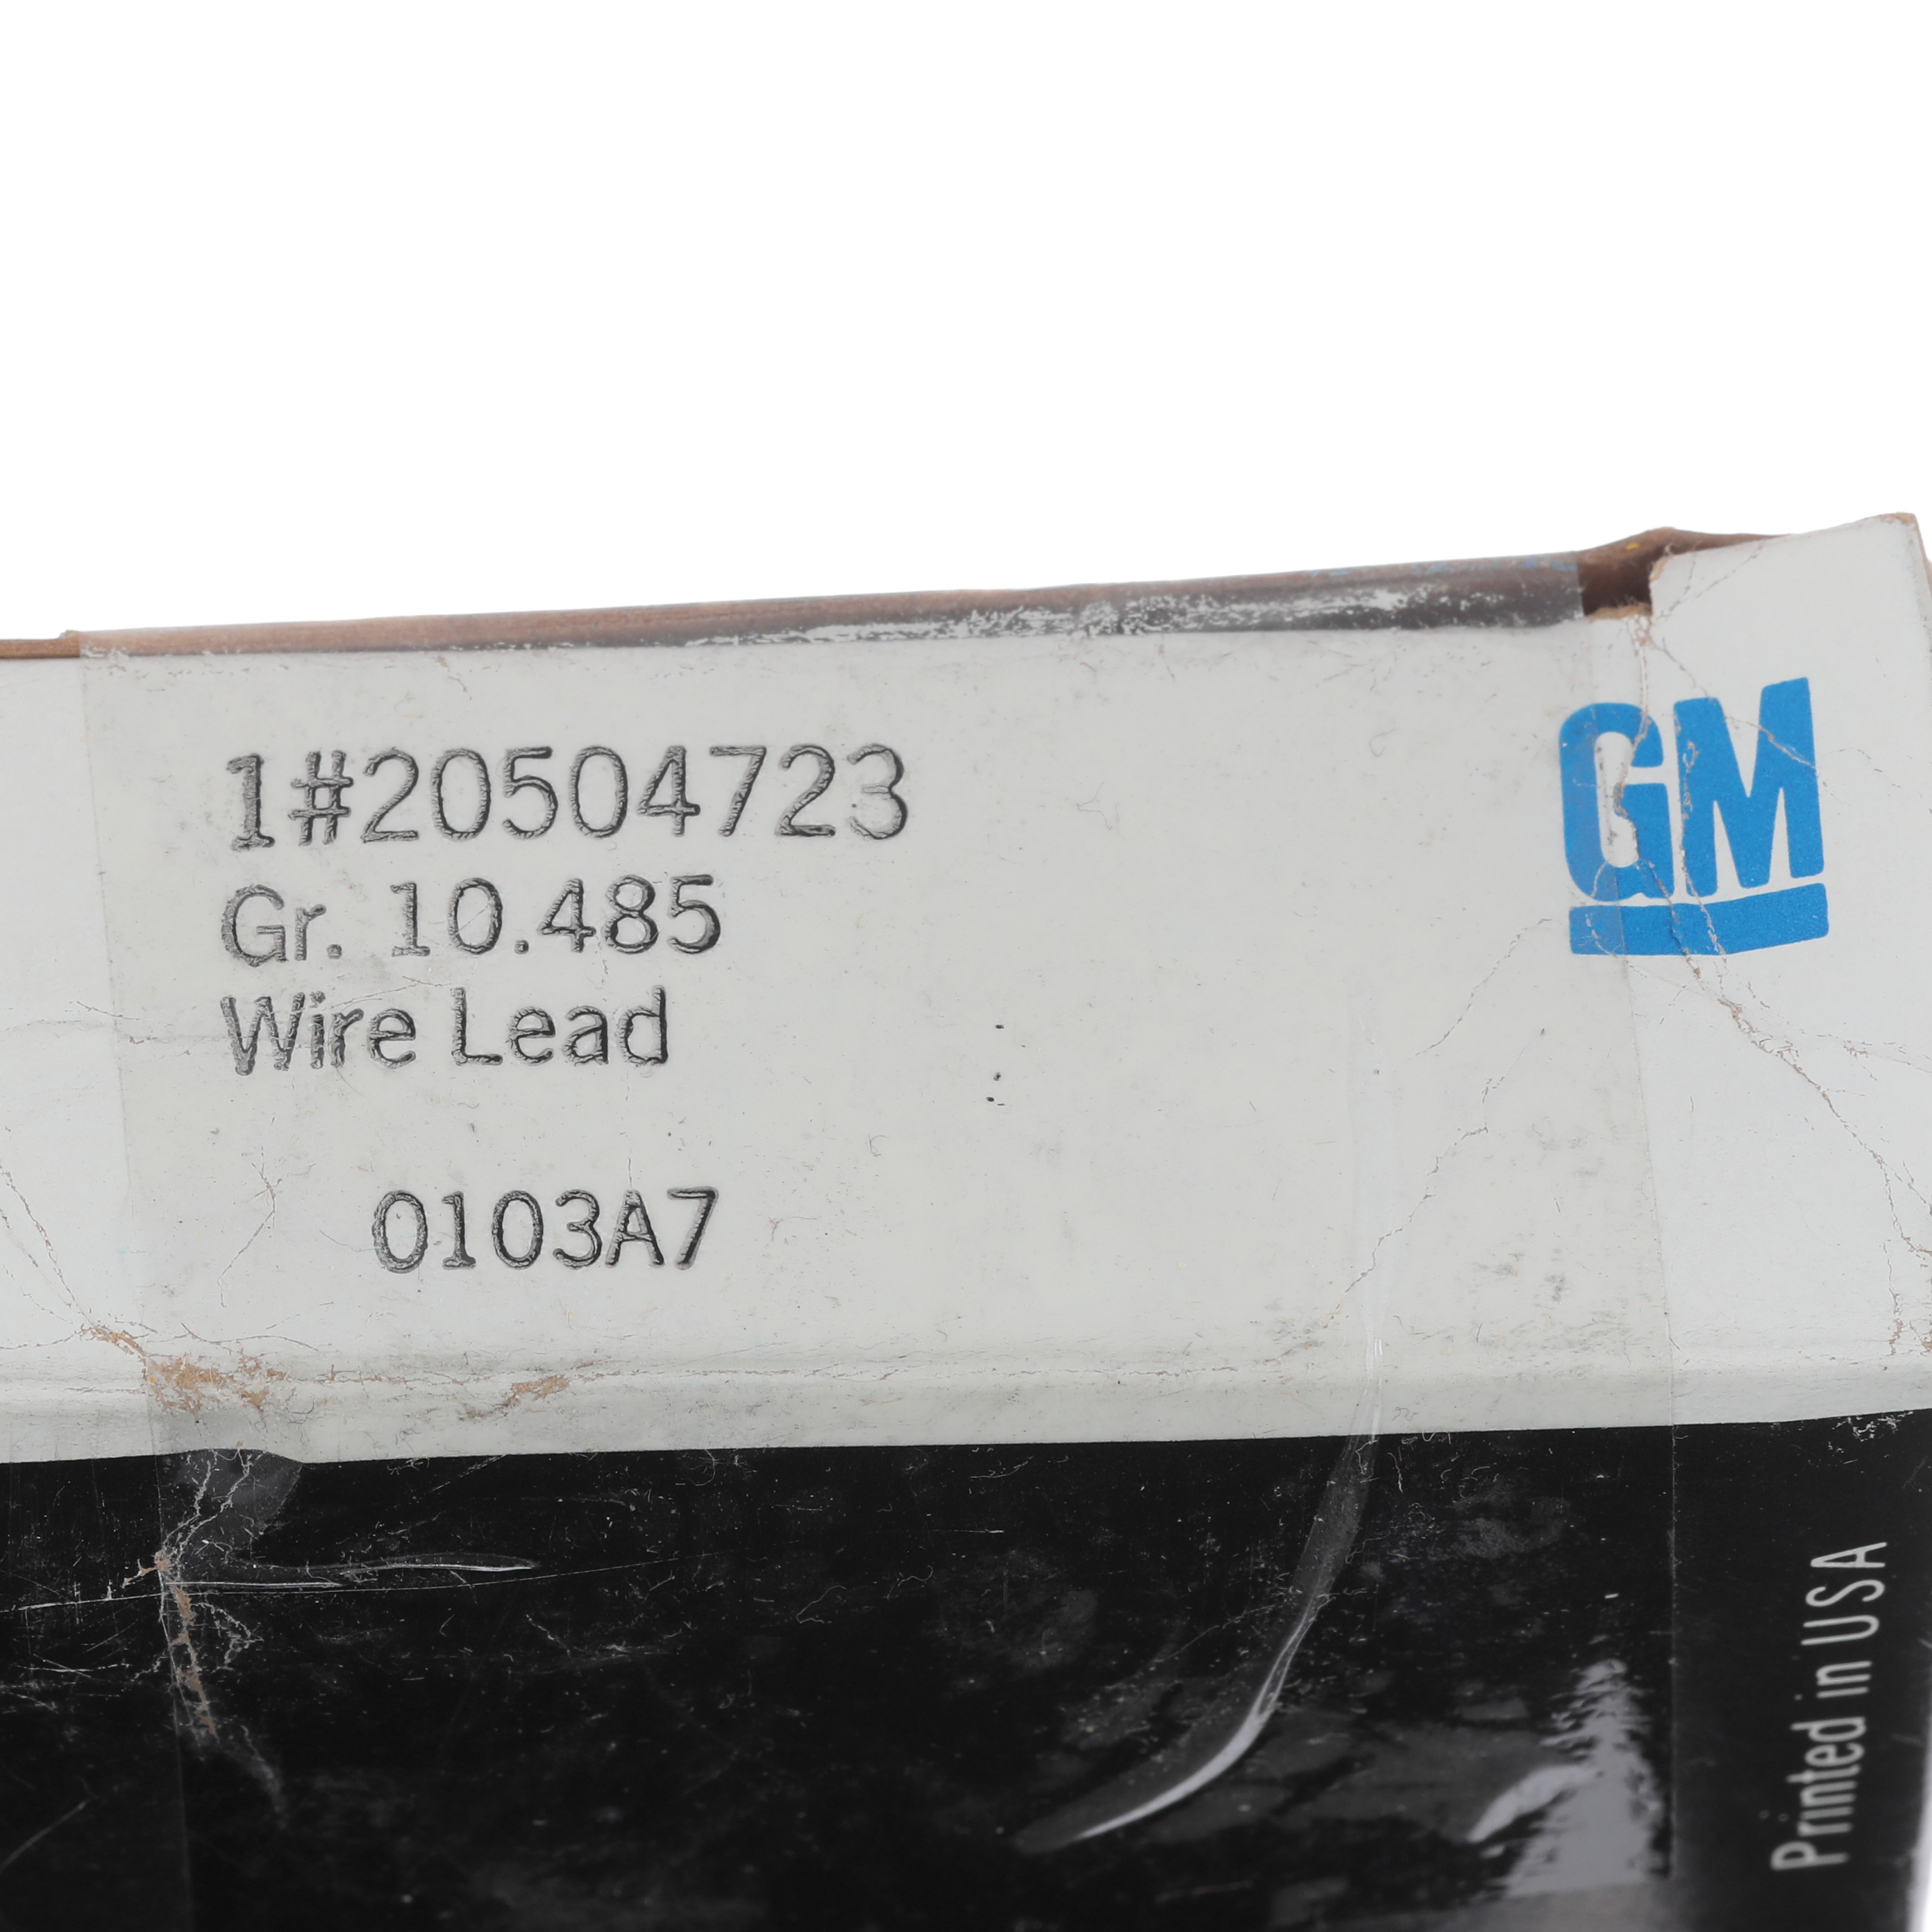 1#20504723
Gr. 10.485
Wire Lead
0103A7
GM
Printed in USA